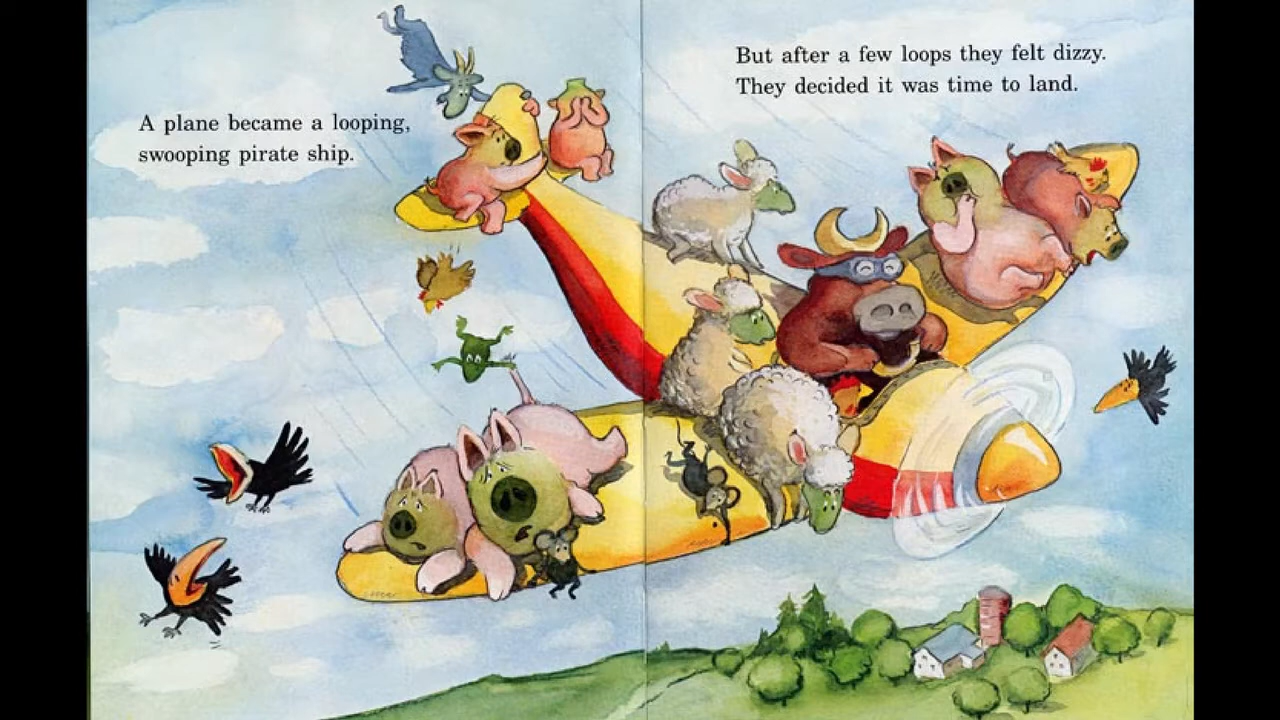 A plane became a looping,
swooping pirate ship.
But after a few loops they felt dizzy.
They decided it was time to land.